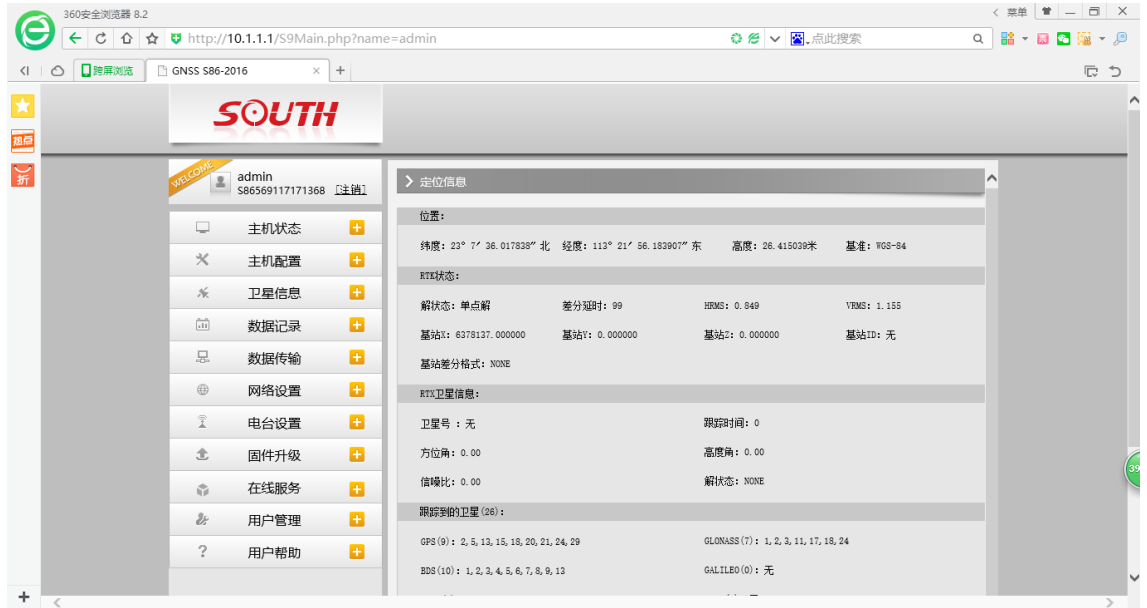 360安全浏览器 8.2
菜单
http://10.1.1.1/S9Main.php?name=admin
点此搜索
跨屏浏览
GNSS S86-2016
SOUTH
热点
折
WELCOME
admin
S86569117171368 [注销]
主机状态
主机配置
卫星信息
数据记录
数据传输
网络设置
电台设置
固件升级
在线服务
用户管理
用户帮助
定位信息
位置:
纬度: 23° 7′ 36.017838″ 北 经度: 113° 21′ 56.183907″ 东 高度: 26.415039米 基准: WGS-84
RTK状态:
解状态: 单点解 差分延时: 99 HRMS: 0.849 VRMS: 1.155
基站X: 6378137.000000 基站Y: 0.000000 基站Z: 0.000000 基站ID: 无
基站差分格式: NONE
RTX卫星信息:
卫星号 : 无 跟踪时间: 0
方位角: 0.00 高度角: 0.00
信噪比: 0.00 解状态: NONE
跟踪到的卫星(26):
GPS(9): 2, 5, 13, 15, 18, 20, 21, 24, 29 GLONASS(7): 1, 2, 3, 11, 17, 18, 24
BDS(10): 1, 2, 3, 4, 5, 6, 7, 8, 9, 13 GALILEO(0): 无
39